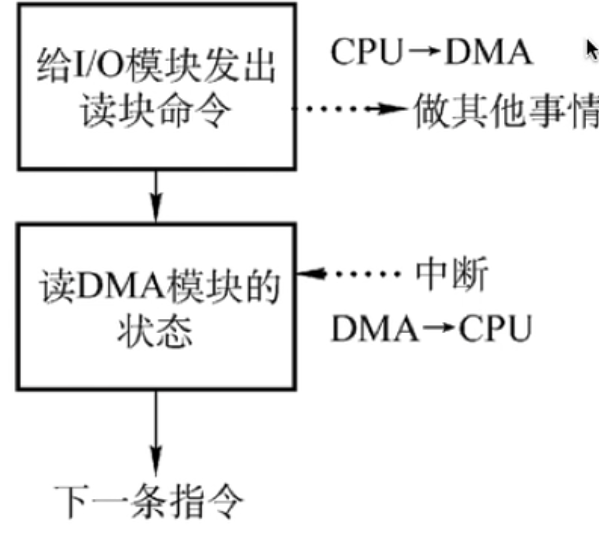 给I/O模块发出
读块命令
CPU→DMA
做其他事情
读DMA模块的
状态
中断
DMA→CPU
下一条指令